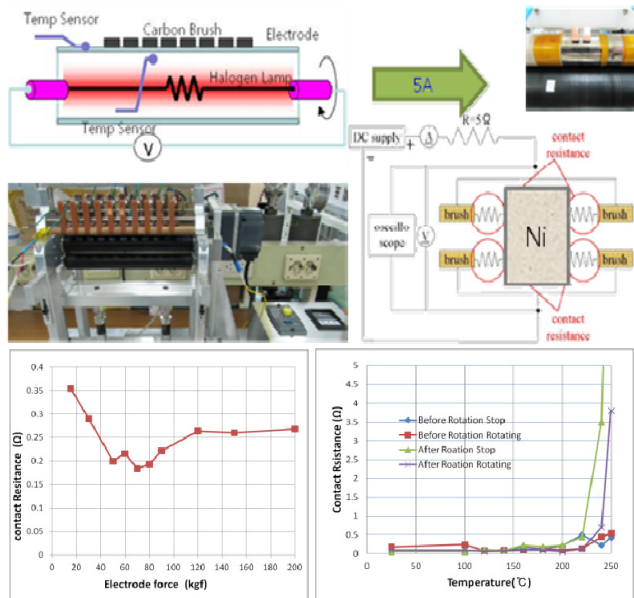 Temp Sensor
Carbon Brush
Electrode
Halogen Lamp
Temp Sensor
V
5A
R=5Ω
DC supply
+
A
contact
resistance
brush
brush
Ni
oscillo
scope
V
brush
brush
contact
resistance
contact Resitance (Ω)
0.4
0.35
0.3
0.25
0.2
0.15
0.1
0.05
0
0 20 40 60 80 100 120 140 160 180 200
Electrode force (kgf)
Contact Rsistance (Ω)
5
4.5
4
3.5
3
2.5
2
1.5
1
0.5
0
Before Rotation Stop
Before Rotation Rotating
After Roation Stop
After Roation Rotating
0 50 100 150 200 250
Temperature(℃)